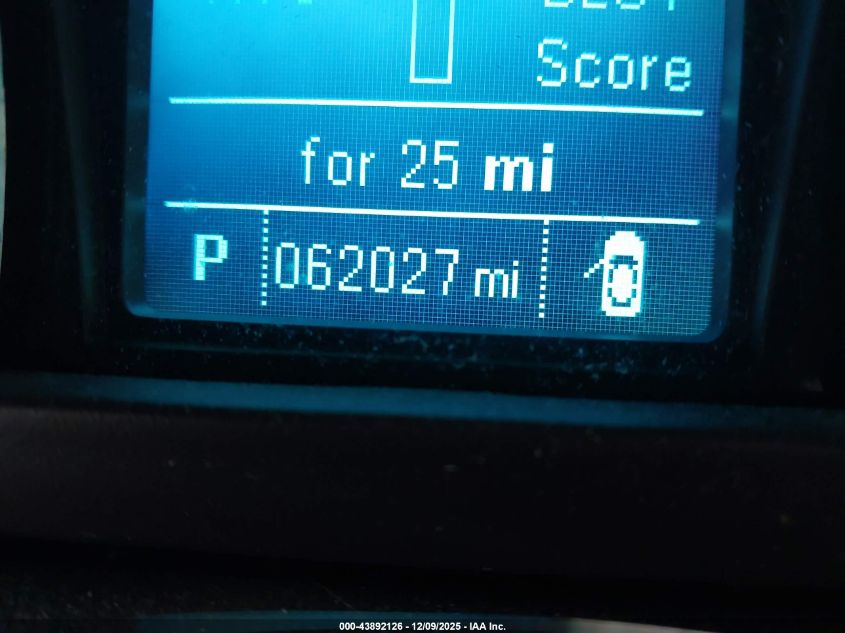 Score
for 25 mi
P 062027 mi
000-43892126 - 12/09/2025 - IAA Inc.